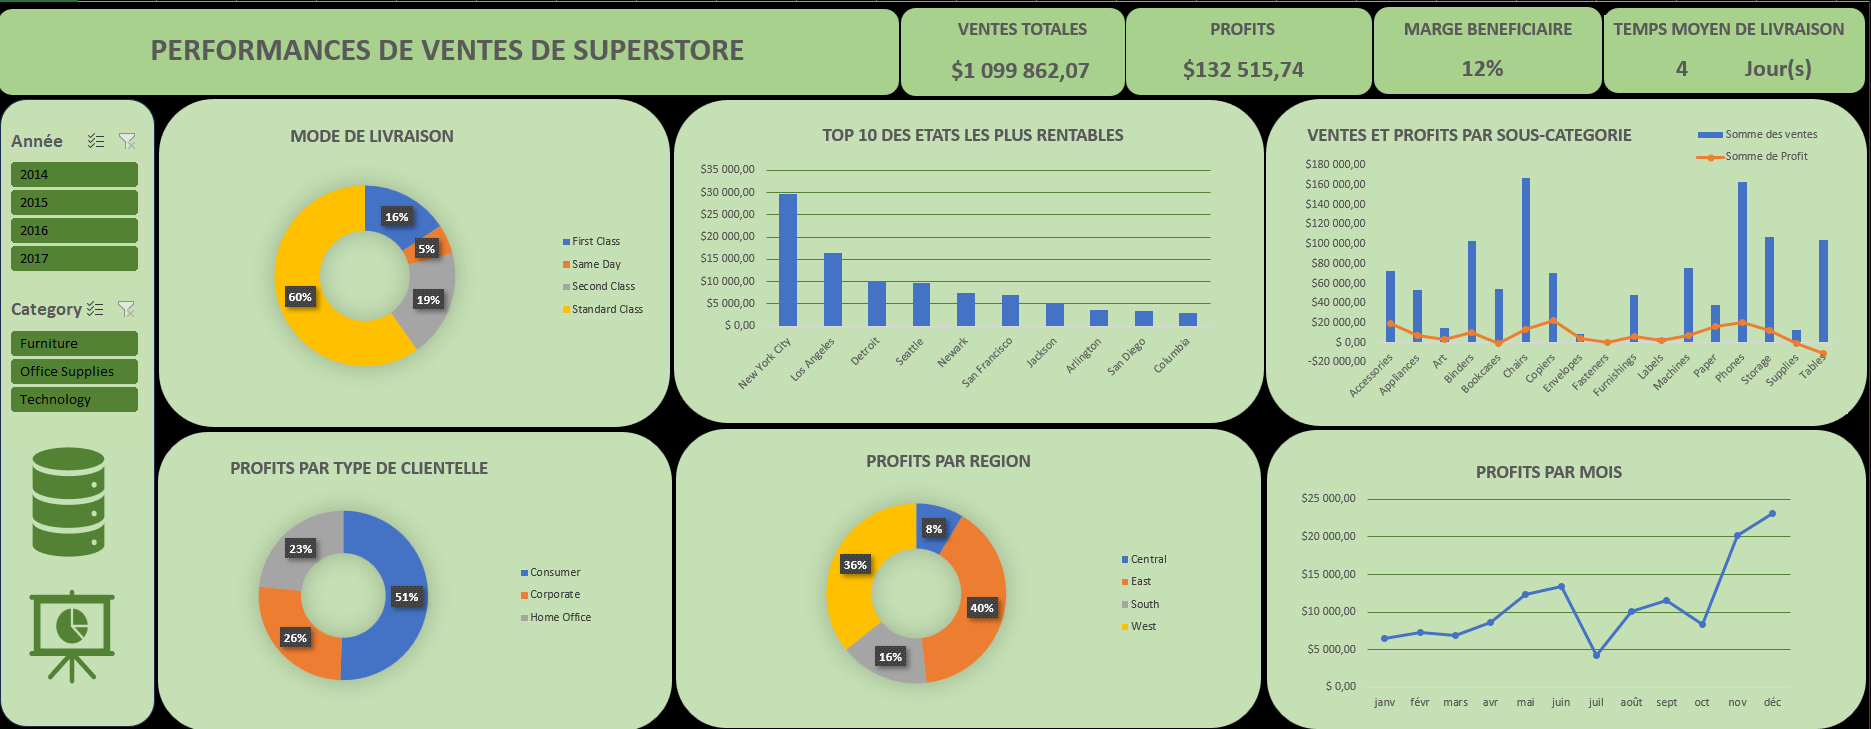 PERFORMANCES DE VENTES DE SUPERSTORE
VENTES TOTALES
$1 099 862,07
PROFITS
$132 515,74
MARGE BENEFICIAIRE
12%
TEMPS MOYEN DE LIVRAISON
4 Jour(s)
Année
2014
2015
2016
2017
Category
Furniture
Office Supplies
Technology
MODE DE LIVRAISON
16%
5%
19%
60%
First Class
Same Day
Second Class
Standard Class
TOP 10 DES ETATS LES PLUS RENTABLES
$35 000,00
$30 000,00
$25 000,00
$20 000,00
$15 000,00
$10 000,00
$5 000,00
$ 0,00
New York City
Los Angeles
Detroit
Seattle
Newark
San Francisco
Jackson
Arlington
San Diego
Columbia
VENTES ET PROFITS PAR SOUS-CATEGORIE
Somme des ventes
Somme de Profit
$180 000,00
$160 000,00
$140 000,00
$120 000,00
$100 000,00
$80 000,00
$60 000,00
$40 000,00
$20 000,00
$ 0,00
-$20 000,00
Accessories
Appliances
Art
Binders
Bookcases
Chairs
Copiers
Envelopes
Fasteners
Furnishings
Labels
Machines
Paper
Phones
Storage
Supplies
Tables
PROFITS PAR TYPE DE CLIENTELLE
51%
26%
23%
Consumer
Corporate
Home Office
PROFITS PAR REGION
8%
40%
16%
36%
Central
East
South
West
PROFITS PAR MOIS
$25 000,00
$20 000,00
$15 000,00
$10 000,00
$5 000,00
$ 0,00
janv févr mars avr mai juin juil août sept oct nov déc